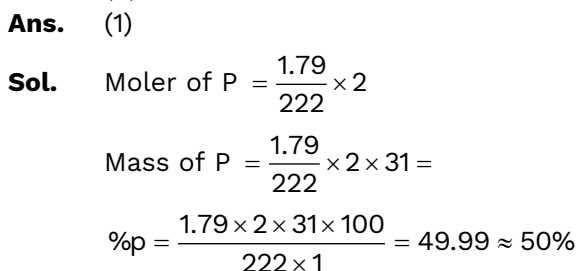 Ans. (1)
Sol. Moler of P = 1.79/222 × 2
Mass of P = 1.79/222 × 2 × 31 =
%p = 1.79 × 2 × 31 × 100 / 222 × 1 = 49.99 ≈ 50%